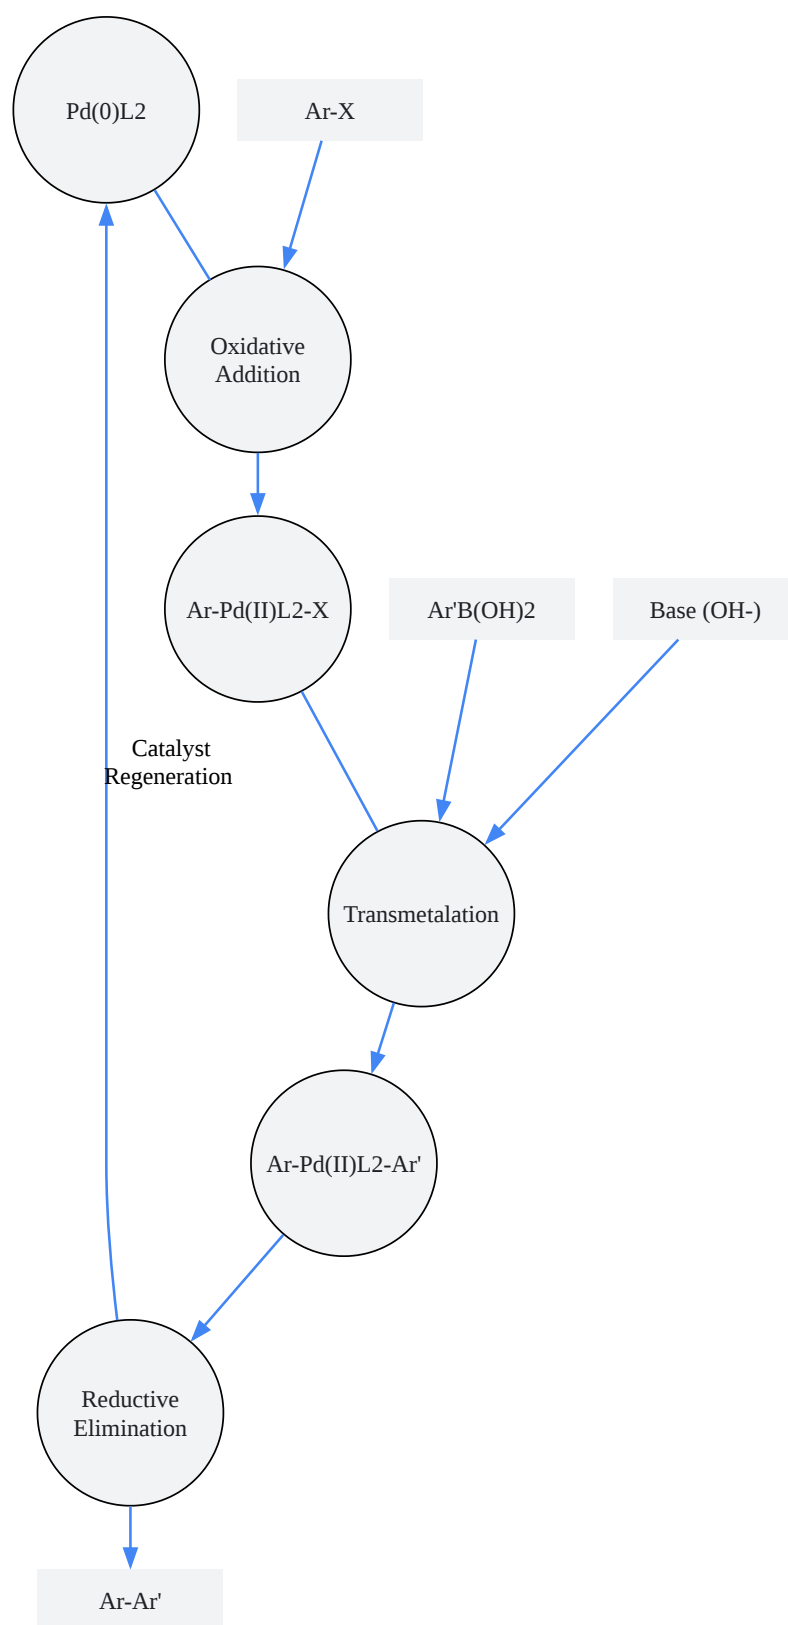 Pd(0)L2
Ar-X
Oxidative
Addition
Ar-Pd(II)L2-X
Ar'B(OH)2
Base (OH-)
Catalyst
Regeneration
Transmetalation
Ar-Pd(II)L2-Ar'
Reductive
Elimination
Ar-Ar'